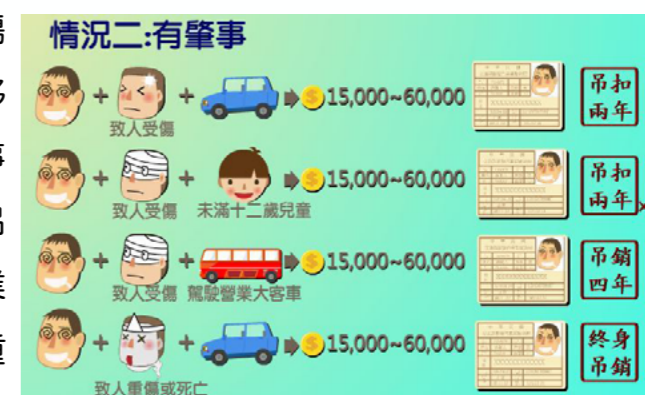 情況二:有肇事
+ + 15,000~60,000 吊扣兩年
致人受傷
+ + 15,000~60,000 吊扣兩年
致人受傷 未滿十二歲兒童
+ + 15,000~60,000 吊銷四年
致人受傷 駕駛營業大客車
+ + 15,000~60,000 終身吊銷
致人重傷或死亡